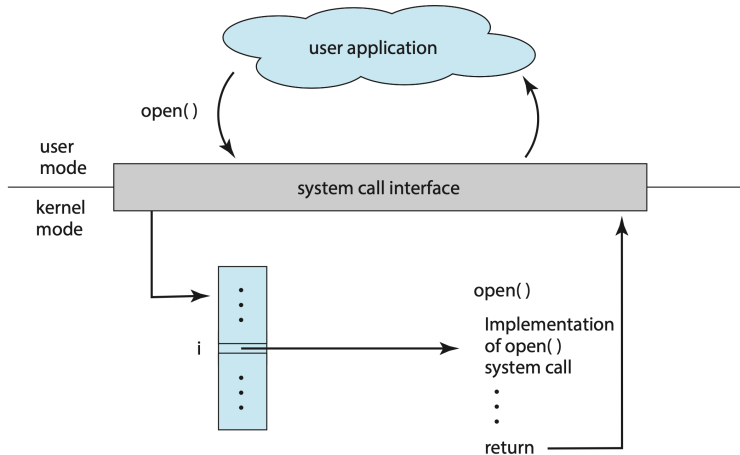 user application
open( )
user
mode
system call interface
kernel
mode
open( )
Implementation
of open( )
system call
i
return